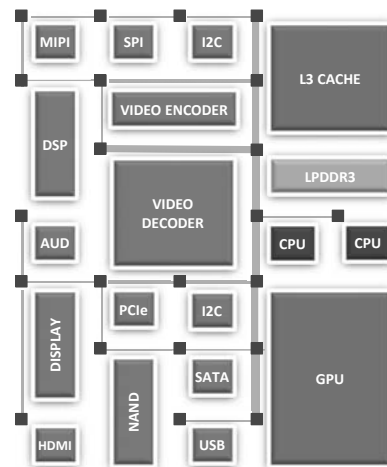 MIPI
SPI
I2C
L3 CACHE
VIDEO ENCODER
DSP
LPDDR3
VIDEO
DECODER
AUD
CPU
CPU
PCIe
I2C
DISPLAY
SATA
GPU
NAND
HDMI
USB